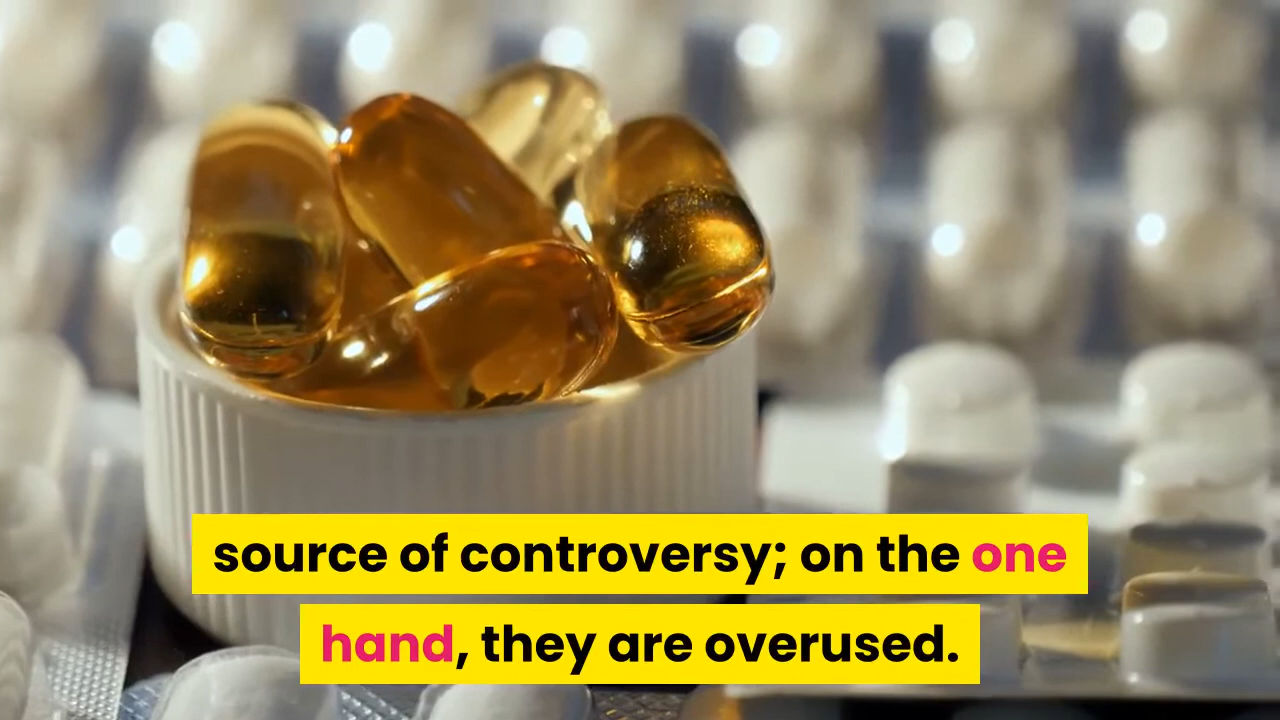 source of controversy; on the one
hand, they are overused.